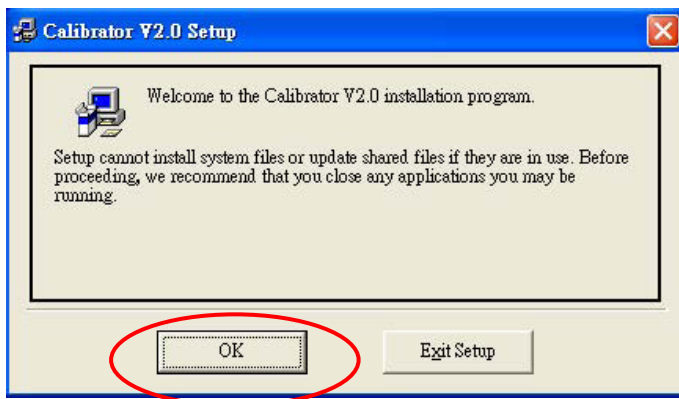 Calibrator V2.0 Setup
Welcome to the Calibrator V2.0 installation program.
Setup cannot install system files or update shared files if they are in use. Before
proceeding, we recommend that you close any applications you may be
running.
OK
Exit Setup